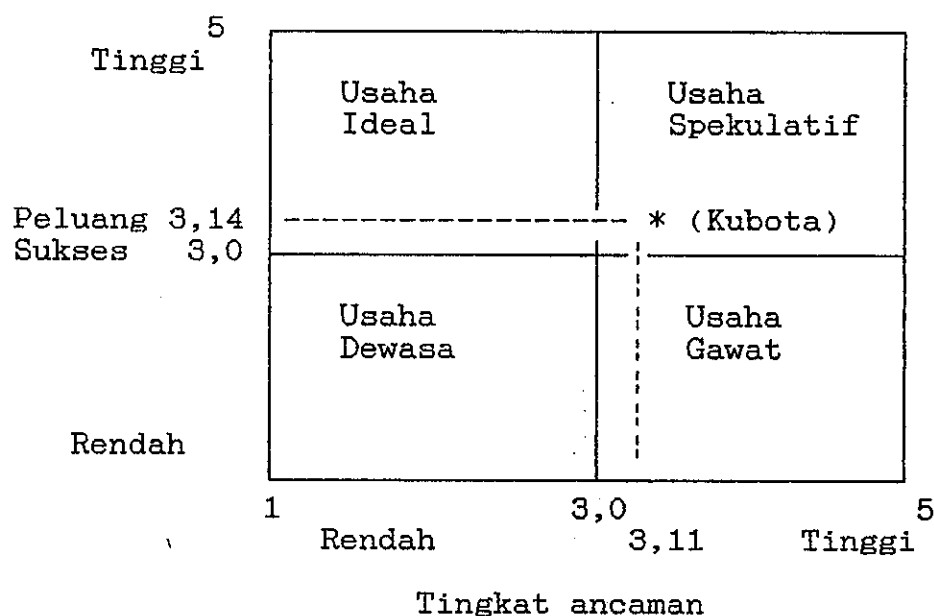 5
Tinggi
Usaha Usaha
Ideal Spekulatif
Peluang 3,14 * (Kubota)
Sukses 3,0
Usaha Usaha
Dewasa Gawat
Rendah
1 3,0 5
Rendah 3,11 Tinggi
Tingkat ancaman